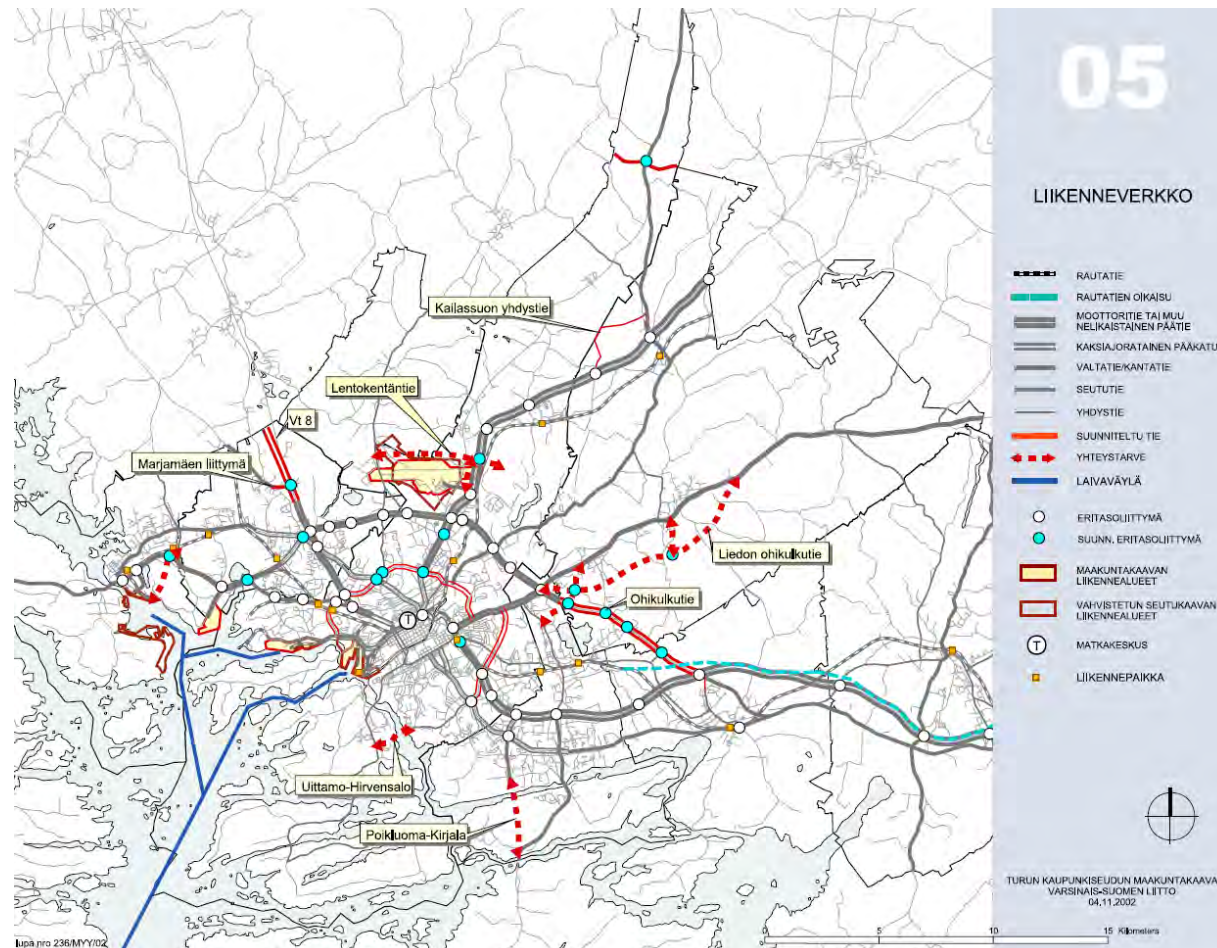 05
LIIKENNEVERKKO
RAUTATIE
RAUTATIEN OIKAISU
MOOTTORITIE TAI MUU
NELIKAISTAINEN PÄÄTIE
KAKSIAJORATAINEN PÄÄKATU
VALTATIE/KANTATIE
SEUTUTIE
YHDYSTIE
SUUNNITELTU TIE
YHTEYSTARVE
LAIVAVÄYLÄ
ERITASOLIITTYMÄ
SUUNN. ERITASOLIITTYMÄ
MAAKUNTAKAAVAN
LIIKENNEALUEET
VAHVISTETUN SEUTUKAAVAN
LIIKENNEALUEET
T
MATKAKESKUS
LIIKENNEPAIKKA
TURUN KAUPUNKISEUDUN MAAKUNTAKAAVA
VARSINAIS-SUOMEN LIITTO
04.11.2002
Kailassuon yhdystie
Lentokentäntie
Vt 8
Marjamäen liittymä
Liedon ohikulkutie
Ohikulkutie
T
Uittamo-Hirvensalo
Poikluoma-Kirjala
lupa nro 236/MYY/02
0 5 10 15 Kilometers